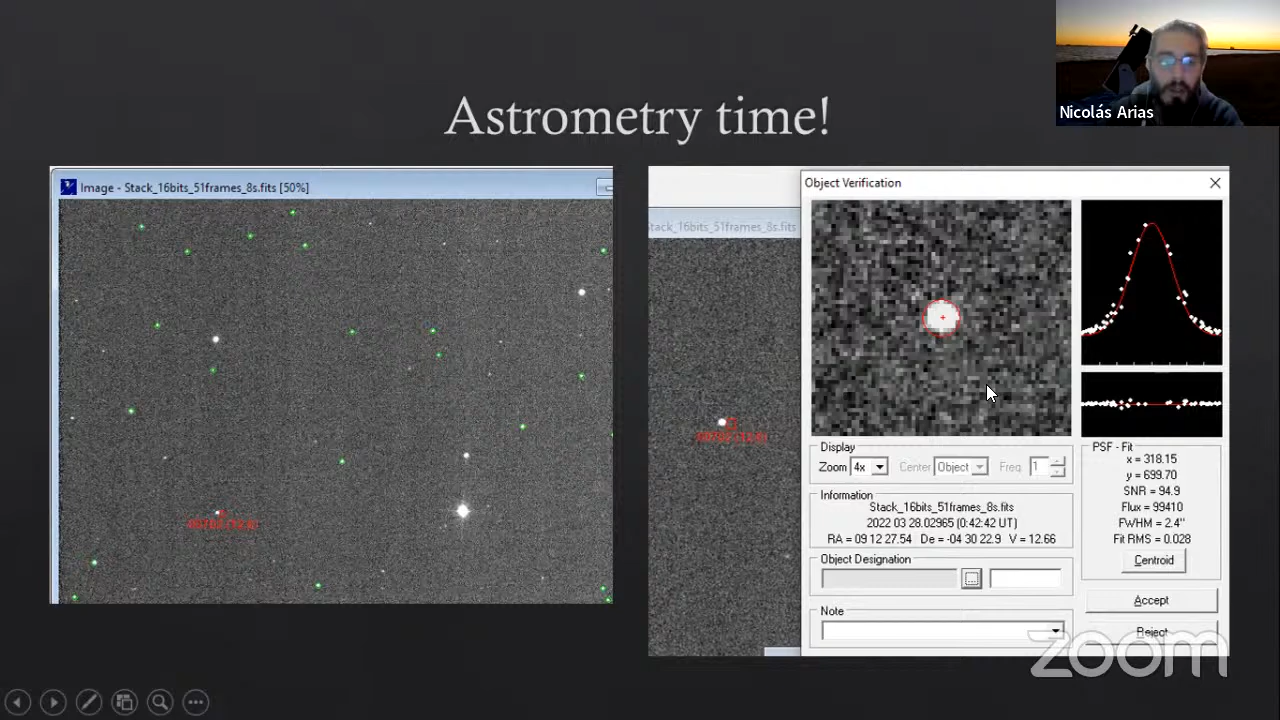 Nicolás Arias
Astrometry time!
Image - Stack_16bits_51frames_8s.fits [50%]
Stack_16bits_51frames_8s.fits
Object Verification
Display
Zoom 4x Center Object Freq. 1
Information
Stack_16bits_51frames_8s.fits
2022 03 28.02965 (0:42:42 UT)
RA = 09 12 27.54 De = -04 30 22.9 V = 12.66
Object Designation
...
Note
PSF - Fit
x = 318.15
y = 699.70
SNR = 94.9
Flux = 99410
FWHM = 2.4"
Fit RMS = 0.028
Centroid
Accept
Reject
zoom